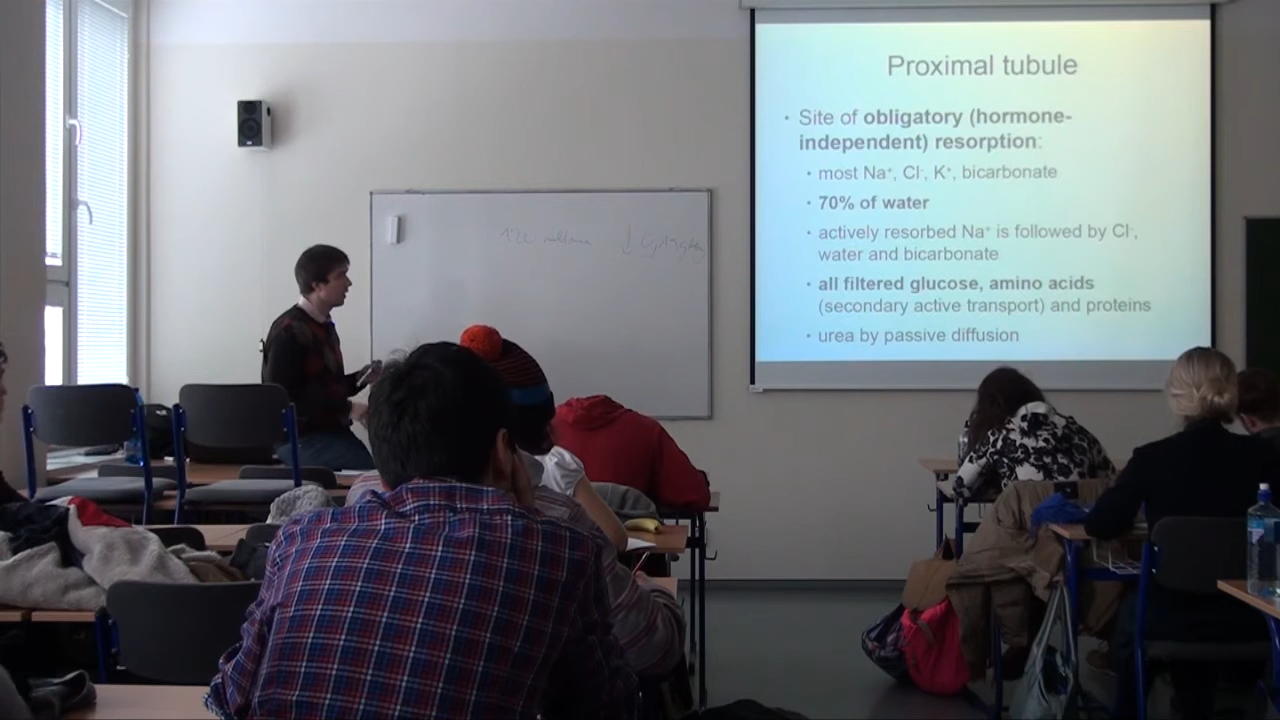 Proximal tubule
• Site of obligatory (hormone-
independent) resorption:
• most Na⁺, Cl⁻, K⁺, bicarbonate
• 70% of water
• actively resorbed Na⁺ is followed by Cl⁻,
water and bicarbonate
• all filtered glucose, amino acids
(secondary active transport) and proteins
• urea by passive diffusion